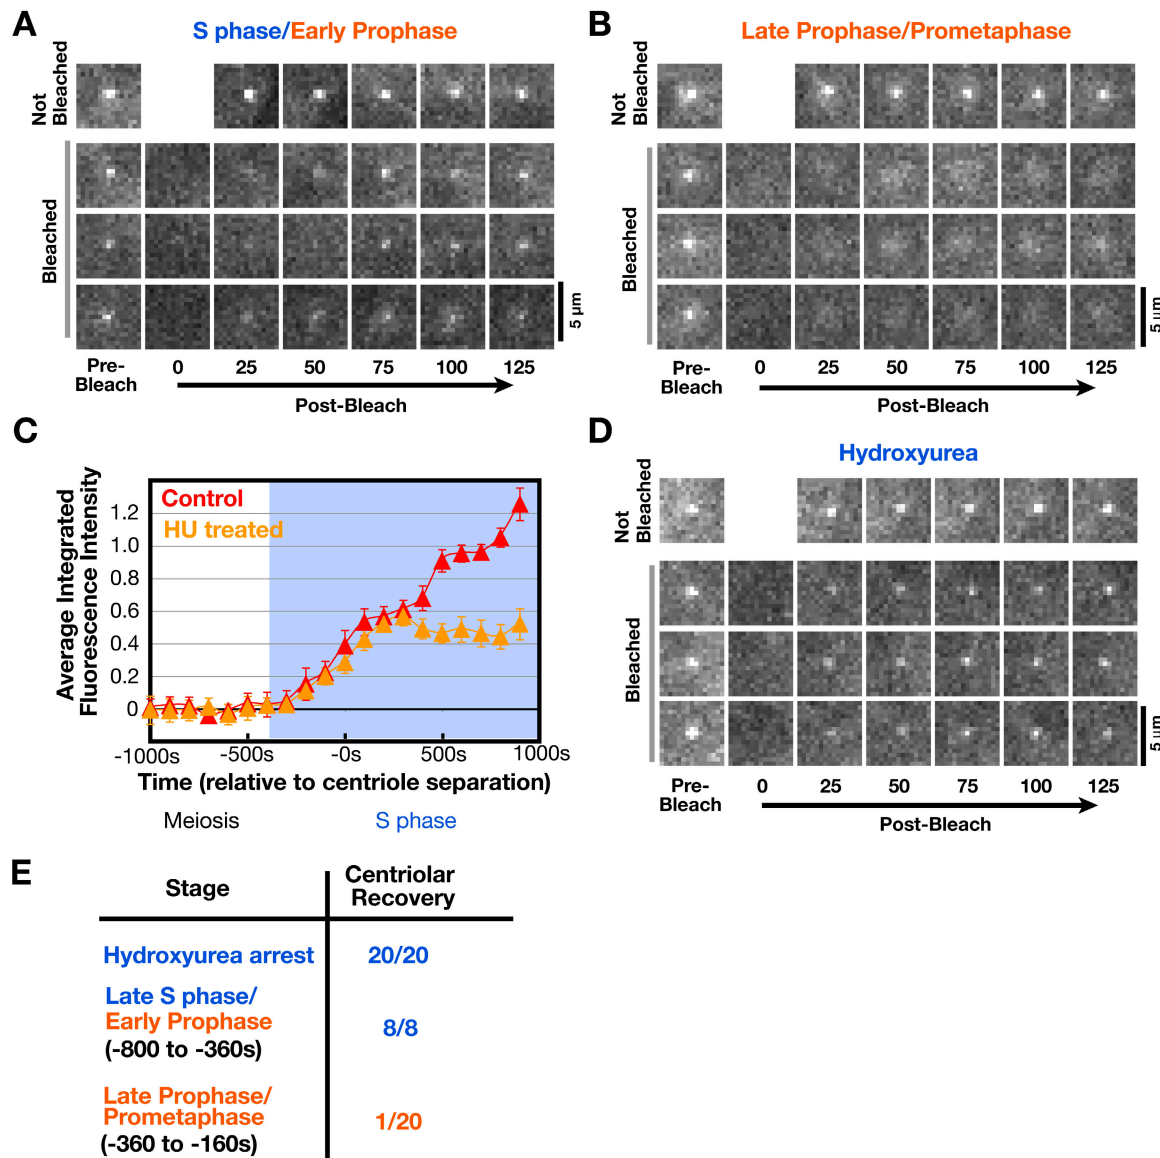 A
S phase/Early Prophase
Not Bleached
Bleached
5 μm
Pre-Bleach
0 25 50 75 100 125
Post-Bleach
B
Late Prophase/Prometaphase
Not Bleached
Bleached
5 μm
Pre-Bleach
0 25 50 75 100 125
Post-Bleach
C
Average Integrated
Fluorescence Intensity
Control
HU treated
1.2
1.0
0.8
0.6
0.4
0.2
0
-1000s -500s -0s 500s 1000s
Time (relative to centriole separation)
Meiosis S phase
D
Hydroxyurea
Not Bleached
Bleached
5 μm
Pre-Bleach
0 25 50 75 100 125
Post-Bleach
E
Stage
Centriolar
Recovery
Hydroxyurea arrest 20/20
Late S phase/
Early Prophase
(-800 to -360s)
8/8
Late Prophase/
Prometaphase
(-360 to -160s)
1/20